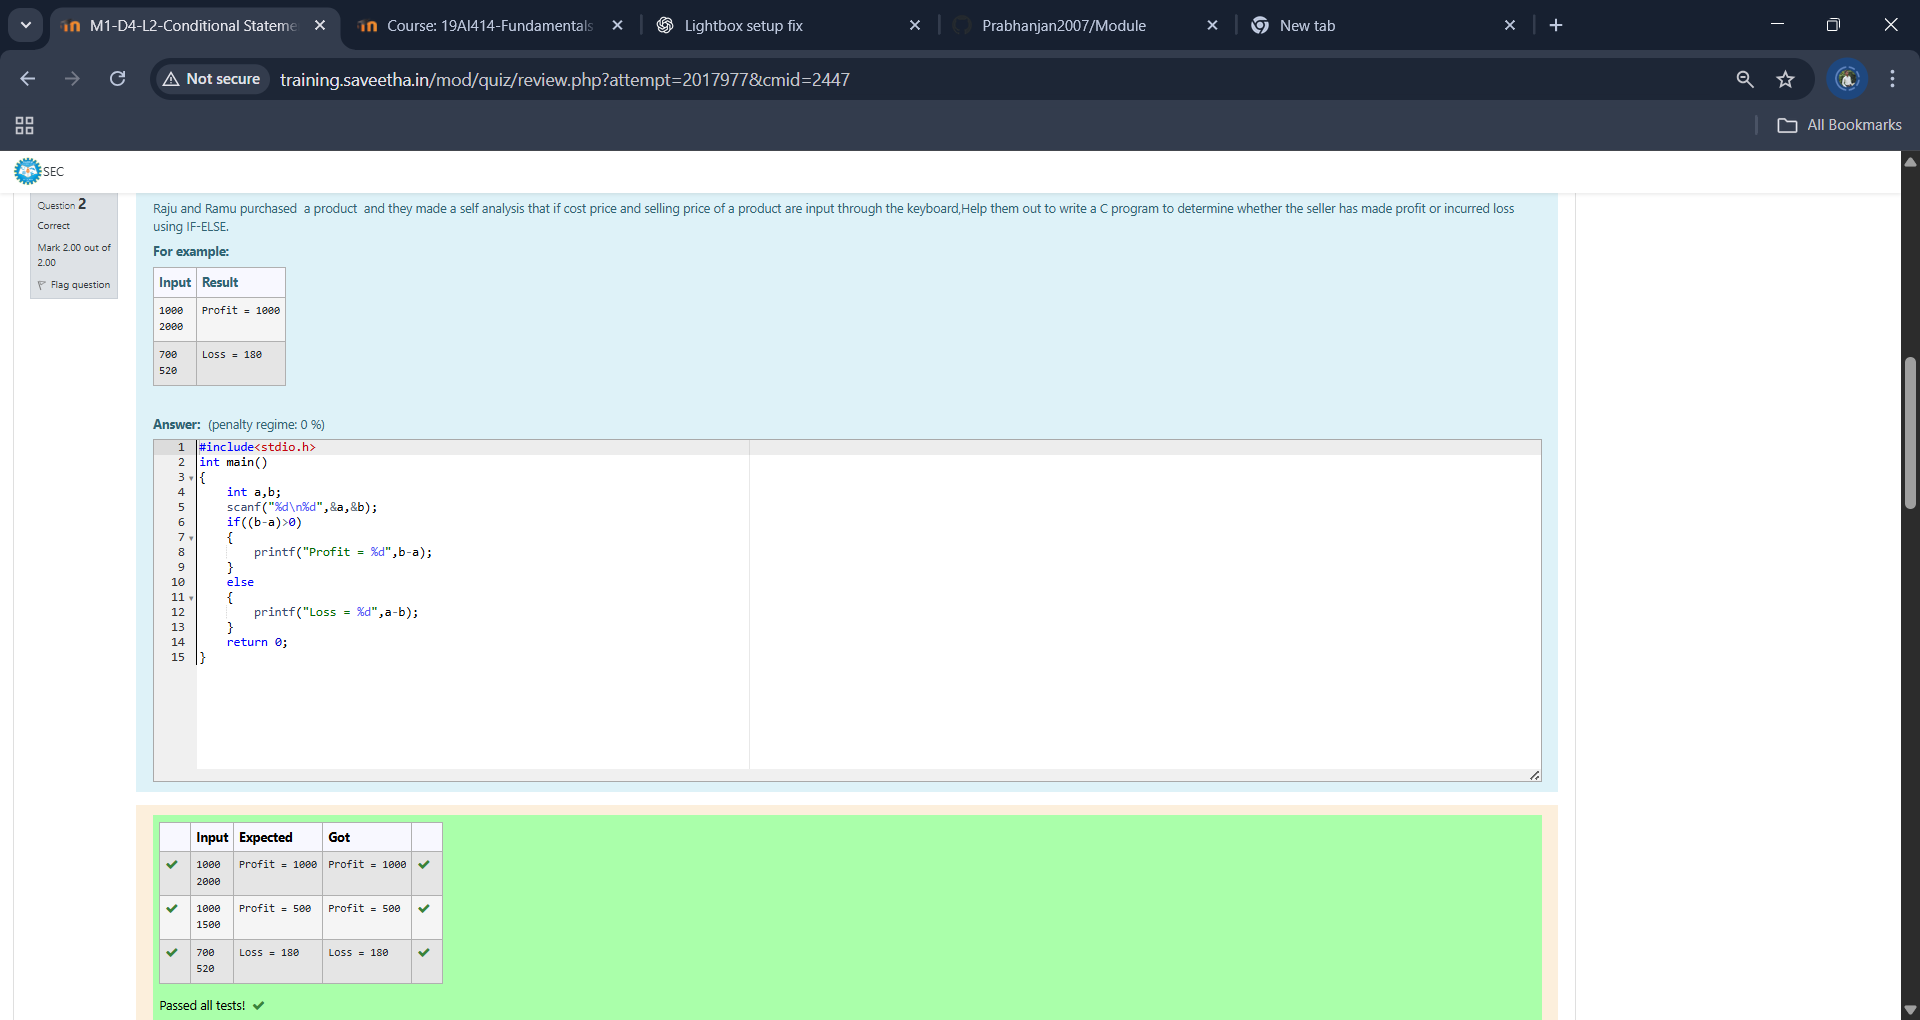 M1-D4-L2-Conditional Stateme
Course: 19AI414-Fundamentals
Lightbox setup fix
Prabhanjan2007/Module
New tab
Not secure
training.saveetha.in/mod/quiz/review.php?attempt=2017977&cmid=2447
All Bookmarks
SEC
Question 2
Correct
Mark 2.00 out of
2.00
Flag question
Raju and Ramu purchased a product and they made a self analysis that if cost price and selling price of a product are input through the keyboard,Help them out to write a C program to determine whether the seller has made profit or incurred loss
using IF-ELSE.
For example:
Input Result
1000 Profit = 1000
2000
700 Loss = 180
520
Answer: (penalty regime: 0 %)
1 #include<stdio.h>
2 int main()
3 {
4 int a,b;
5 scanf("%d\n%d",&a,&b);
6 if((b-a)>0)
7 {
8 printf("Profit = %d",b-a);
9 }
10 else
11 {
12 printf("Loss = %d",a-b);
13 }
14 return 0;
15 }
Input Expected Got
1000 Profit = 1000 Profit = 1000
2000
1000 Profit = 500 Profit = 500
1500
700 Loss = 180 Loss = 180
520
Passed all tests!